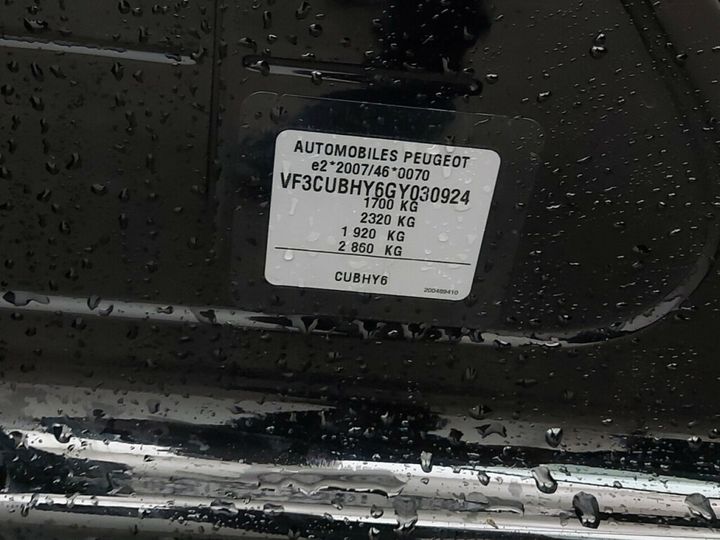 AUTOMOBILES PEUGEOT
e2*2007/46*0070
VF3CUBHY6GY030924
1700 KG
2320 KG
1 920 KG
2 860 KG
CUBHY6
200489410